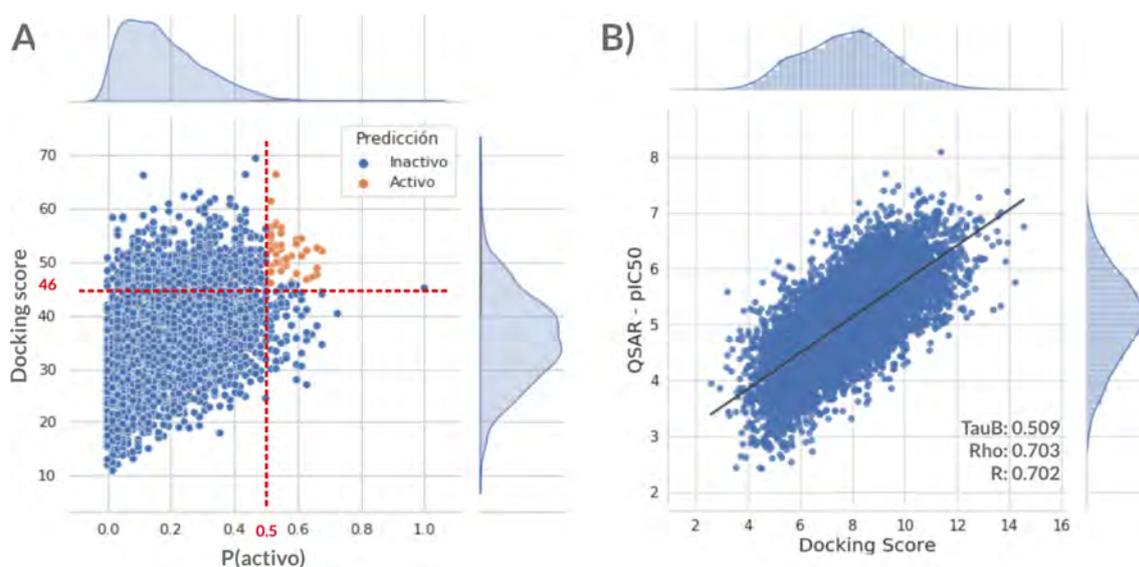 A
Docking score
70
60
50
46
40
30
20
10
Predicción
Inactivo
Activo
0.0 0.2 0.4 0.5 0.6 0.8 1.0
P(activo)
B)
QSAR - pIC50
8
7
6
5
4
3
2
TauB: 0.509
Rho: 0.703
R: 0.702
2 4 6 8 10 12 14 16
Docking Score